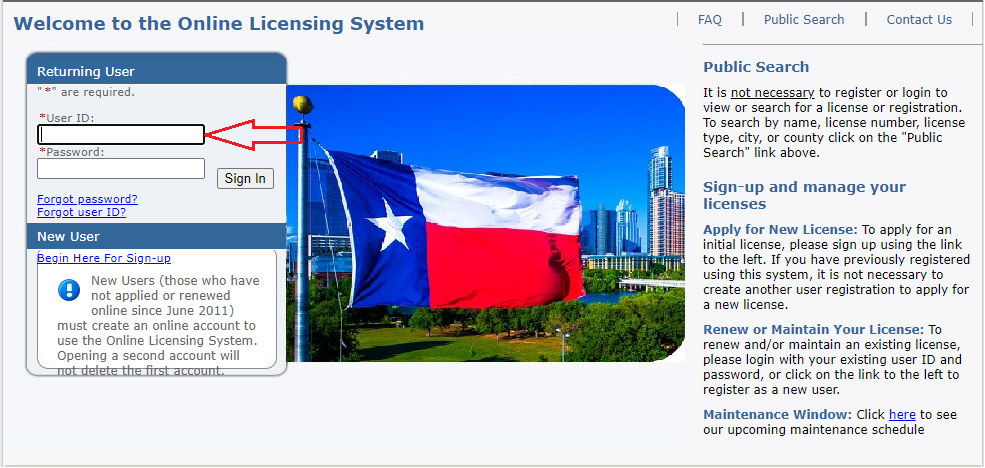 Welcome to the Online Licensing System
FAQ
Public Search
Contact Us
Returning User
" *" are required.
*User ID:
*Password:
Sign In
Forgot password?
Forgot user ID?
New User
Begin Here For Sign-up
New Users (those who have
not applied or renewed
online since June 2011)
must create an online account to
use the Online Licensing System.
Opening a second account will
not delete the first account.
Public Search
It is not necessary to register or login to
view or search for a license or registration.
To search by name, license number, license
type, city, or county click on the "Public
Search" link above.
Sign-up and manage your
licenses
Apply for New License: To apply for an
initial license, please sign up using the link
to the left. If you have previously registered
using this system, it is not necessary to
create another user registration to apply for
a new license.
Renew or Maintain Your License: To
renew and/or maintain an existing license,
please login with your existing user ID and
password, or click on the link to the left to
register as a new user.
Maintenance Window: Click here to see
our upcoming maintenance schedule